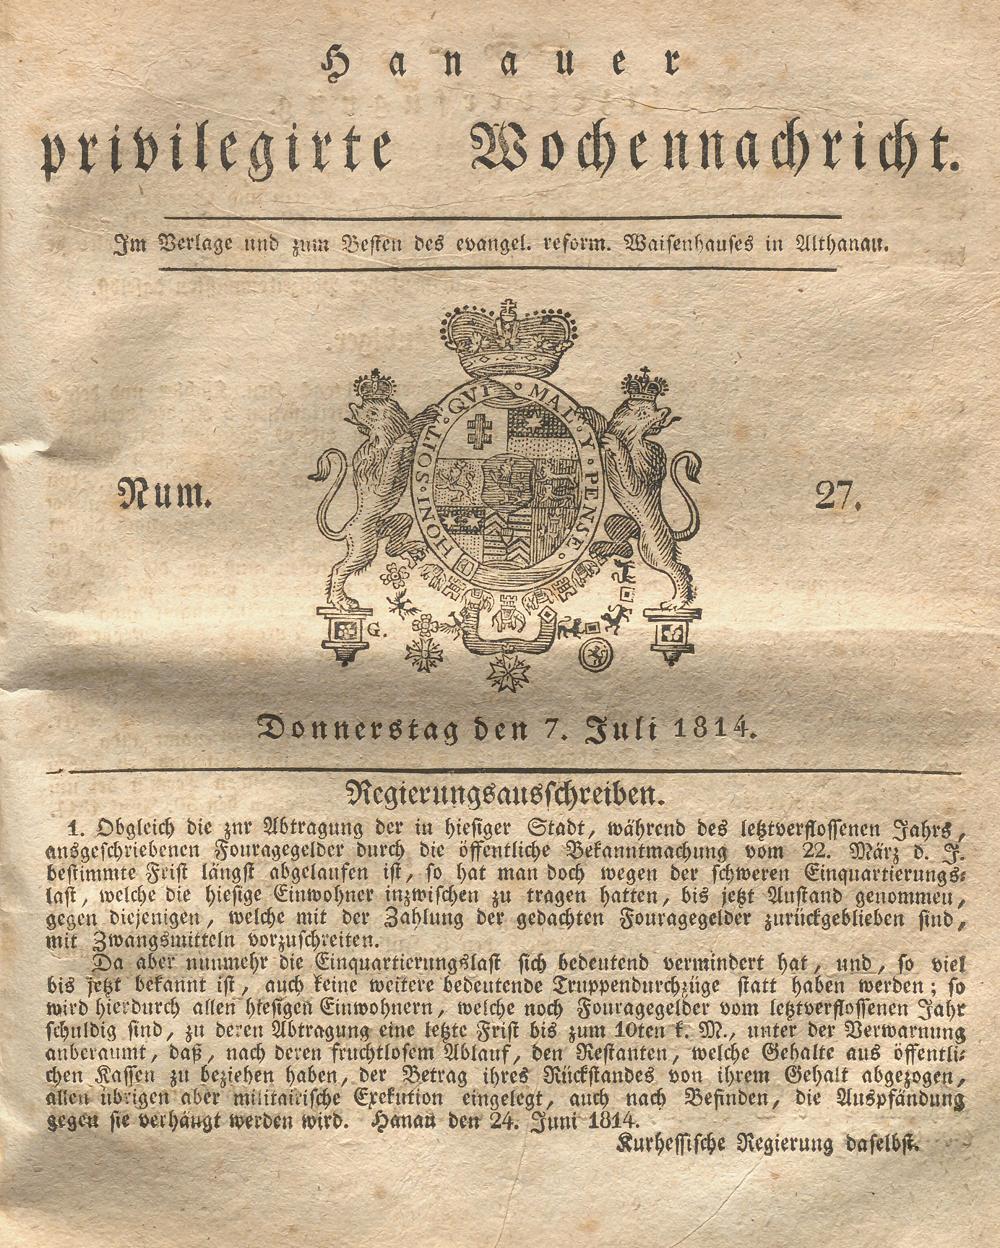 Hanauer
privilegirte Wochennachricht.
Im Verlage und zum Besten des evangel. reform. Waisenhauses in Althanau.
HONI · SOIT · QVI · MAL · Y · PENSE ·
Num.
27.
G.
Donnerstag den 7. Juli 1814.
Regierungsausschreiben.
1. Obgleich die zur Abtragung der in hiesiger Stadt, während des letztverflossenen Jahrs,
ausgeschriebenen Fouragegelder durch die öffentliche Bekanntmachung vom 22. März d. J.
bestimmte Frist längst abgelaufen ist, so hat man doch wegen der schweren Einquartierungs-
last, welche die hiesige Einwohner inzwischen zu tragen hatten, bis jetzt Anstand genommen,
gegen diejenigen, welche mit der Zahlung der gedachten Fouragegelder zurückgeblieben sind,
mit Zwangsmitteln vorzuschreiten.
Da aber nunmehr die Einquartierungslast sich bedeutend vermindert hat, und, so viel
bis jetzt bekannt ist, auch keine weitere bedeutende Truppendurchzüge statt haben werden; so
wird hierdurch allen hiesigen Einwohnern, welche noch Fouragegelder vom letztverflossenen Jahr
schuldig sind, zu deren Abtragung eine letzte Frist bis zum 10ten k. M., unter der Verwarnung
anberaumt, daß, nach deren fruchtlosem Ablauf, den Restanten, welche Gehalte aus öffentli-
chen Kassen zu beziehen haben, der Betrag ihres Rückstandes von ihrem Gehalt abgezogen,
allen übrigen aber militairische Exekution eingelegt, auch nach Befinden, die Auspfändung
gegen sie verhängt werden wird. Hanau den 24. Juni 1814.
Kurhessische Regierung daselbst.